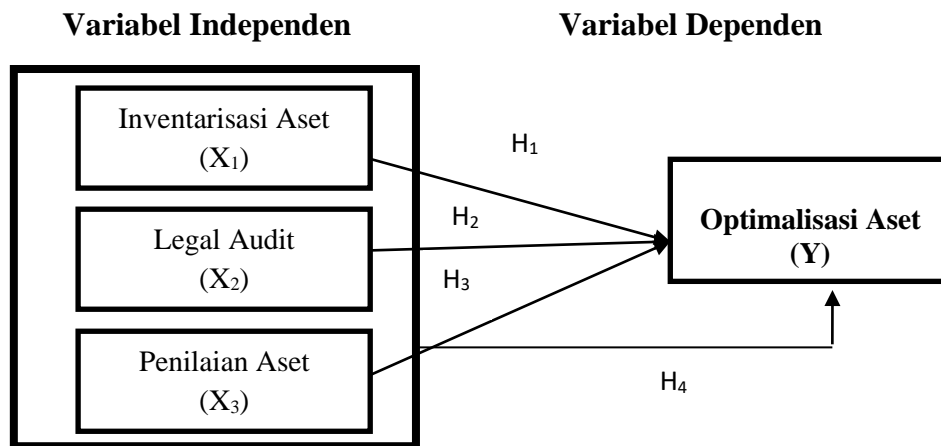 Variabel Independen
Variabel Dependen
Inventarisasi Aset
(X₁)
H₁
Legal Audit
(X₂)
H₂
Optimalisasi Aset
(Y)
H₃
Penilaian Aset
(X₃)
H₄